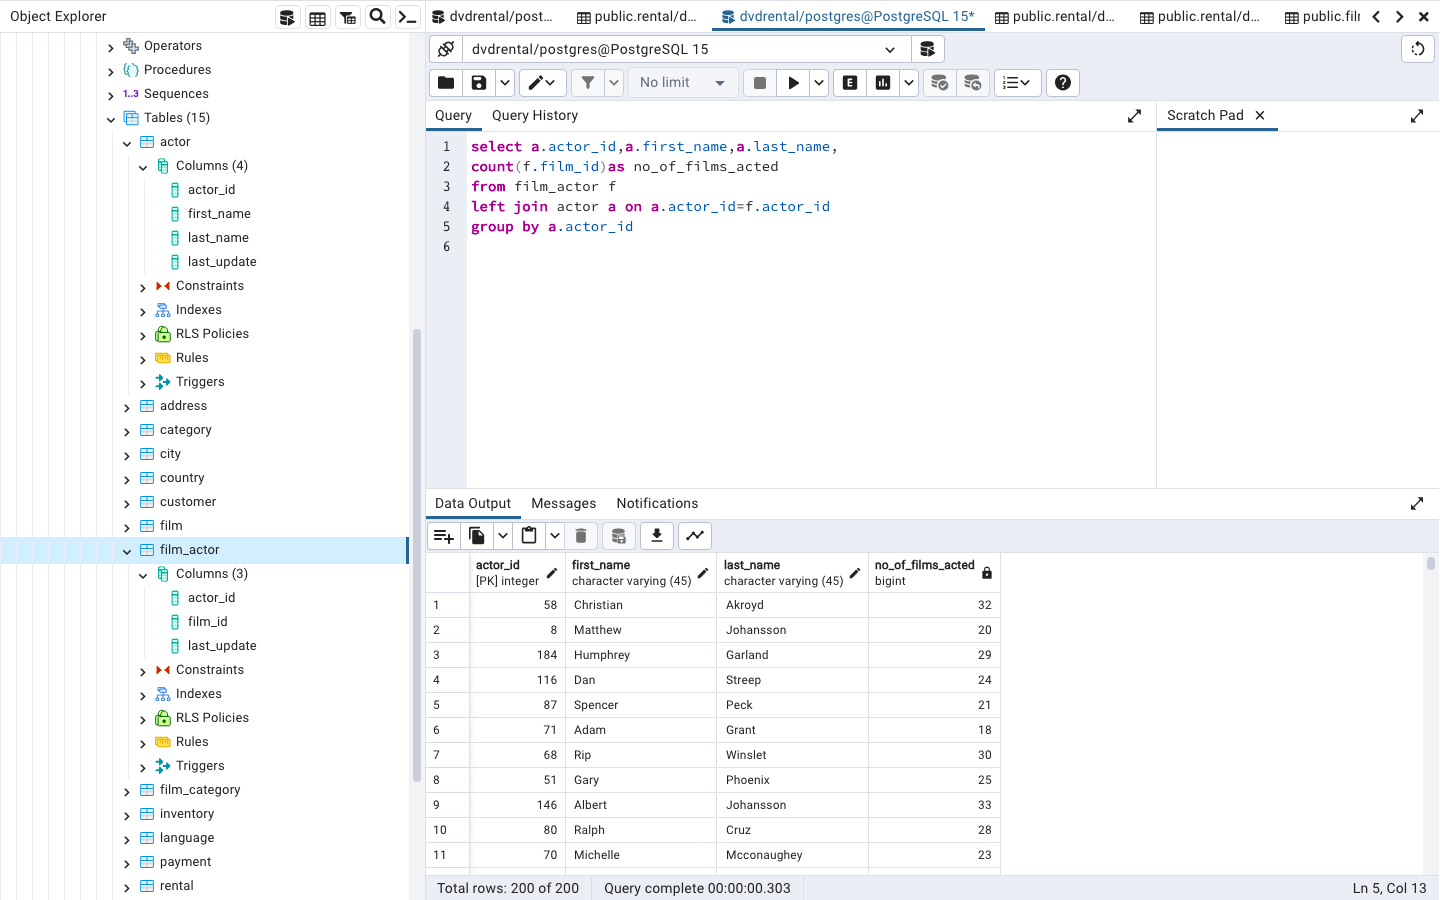 Object Explorer
Operators
Procedures
1..3 Sequences
Tables (15)
actor
Columns (4)
actor_id
first_name
last_name
last_update
Constraints
Indexes
RLS Policies
Rules
Triggers
address
category
city
country
customer
film
film_actor
Columns (3)
actor_id
film_id
last_update
Constraints
Indexes
RLS Policies
Rules
Triggers
film_category
inventory
language
payment
rental
dvdrental/post... public.rental/d... dvdrental/postgres@PostgreSQL 15* public.rental/d... public.rental/d... public.filr
dvdrental/postgres@PostgreSQL 15
No limit E
Query Query History
Scratch Pad
1 select a.actor_id,a.first_name,a.last_name,
2 count(f.film_id)as no_of_films_acted
3 from film_actor f
4 left join actor a on a.actor_id=f.actor_id
5 group by a.actor_id
6
Data Output Messages Notifications
actor_id first_name last_name no_of_films_acted
[PK] integer character varying (45) character varying (45) bigint
1 58 Christian Akroyd 32
2 8 Matthew Johansson 20
3 184 Humphrey Garland 29
4 116 Dan Streep 24
5 87 Spencer Peck 21
6 71 Adam Grant 18
7 68 Rip Winslet 30
8 51 Gary Phoenix 25
9 146 Albert Johansson 33
10 80 Ralph Cruz 28
11 70 Michelle Mcconaughey 23
Total rows: 200 of 200 Query complete 00:00:00.303 Ln 5, Col 13